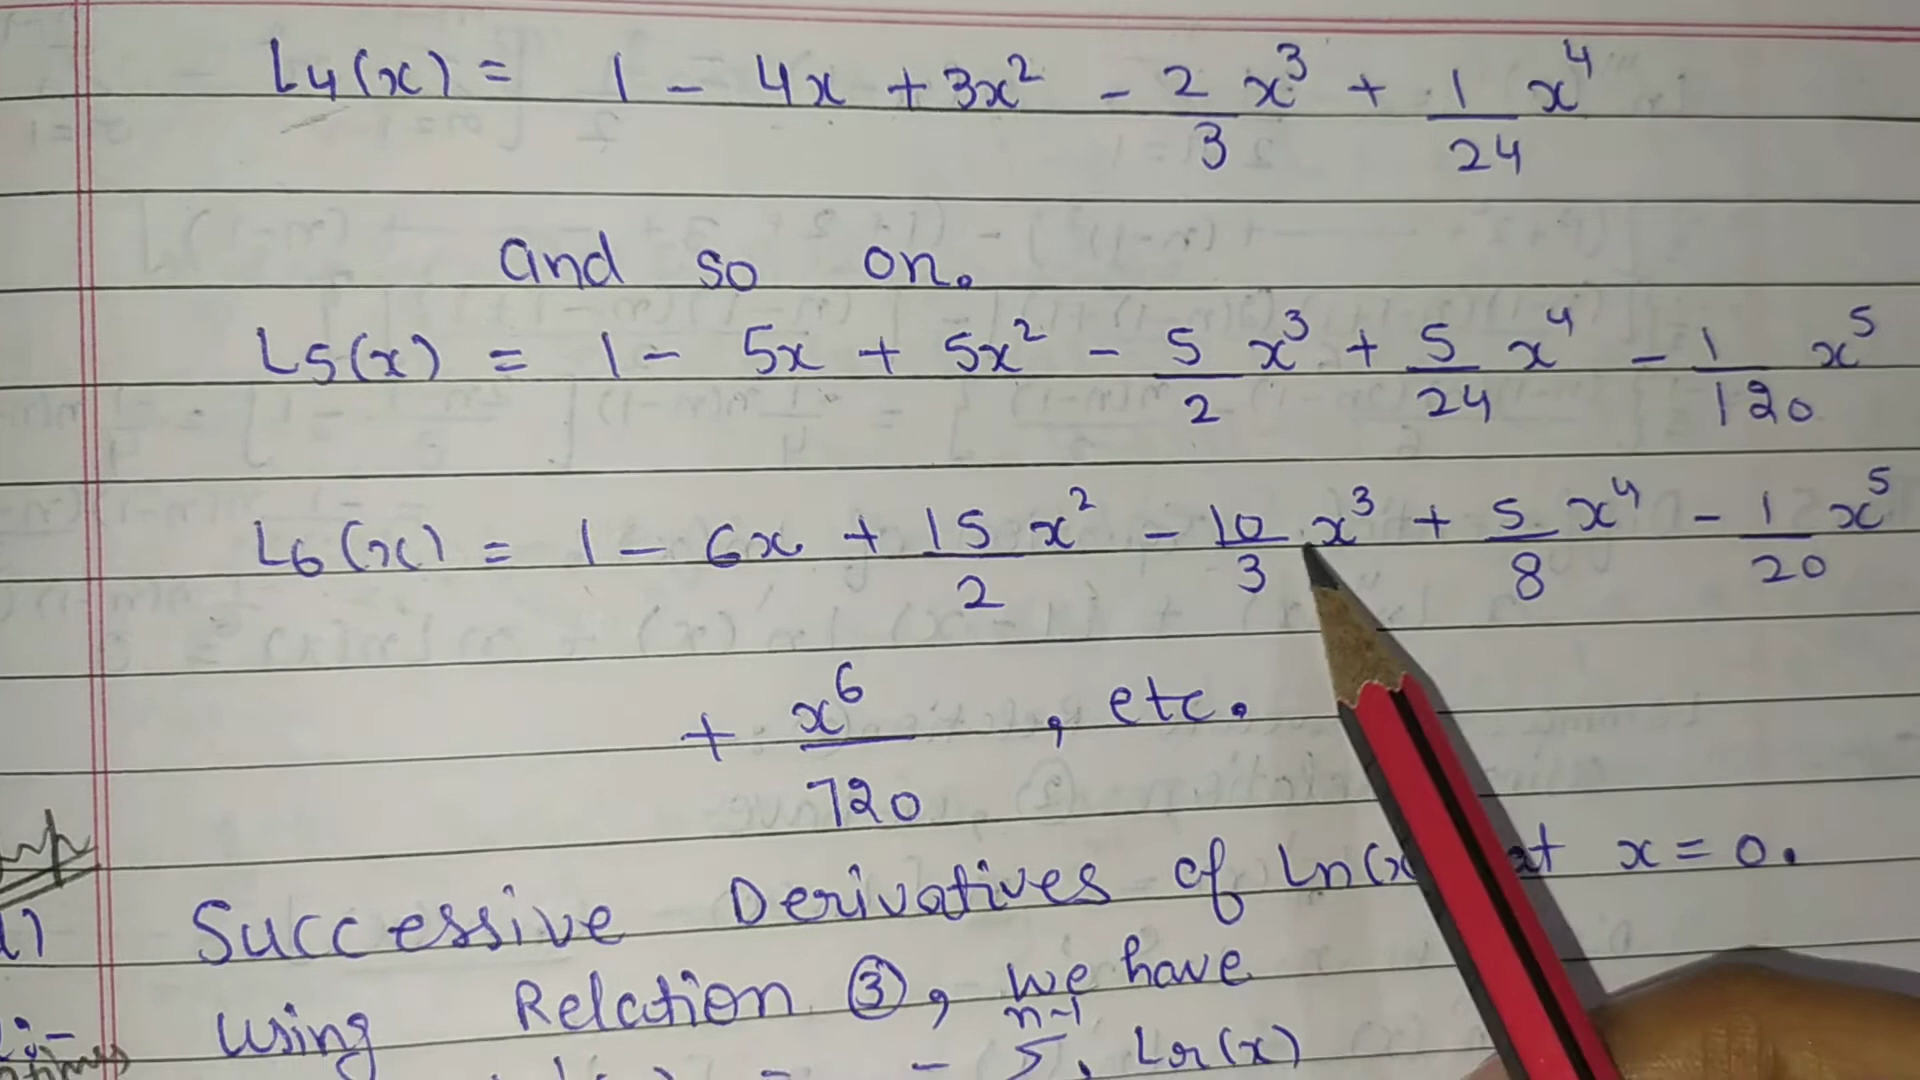 L4(x) = 1 - 4x + 3x² - 2/3 x³ + 1/24 x⁴
and so on.
L5(x) = 1 - 5x + 5x² - 5/2 x³ + 5/24 x⁴ - 1/120 x⁵
L6(x) = 1 - 6x + 15/2 x² - 10/3 x³ + 5/8 x⁴ - 1/20 x⁵
+ x⁶/720, etc.
Successive Derivatives of Ln(x at x = 0.
using Relation ③, we have
n-1
Lr(x)